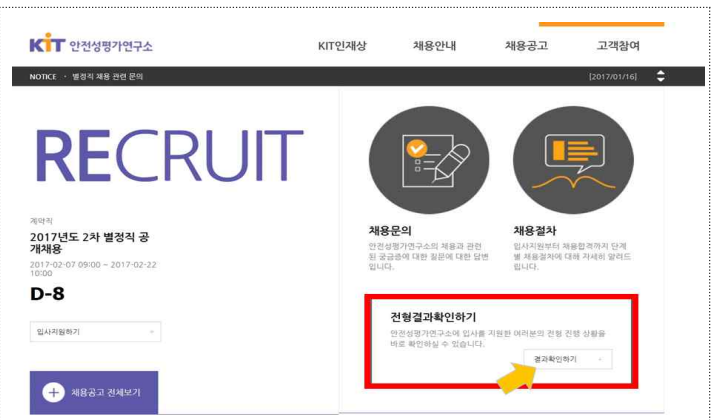 KIT 안전성평가연구소
KIT인재상 채용안내 채용공고 고객참여
NOTICE · 별정직 채용 관련 문의 [2017/01/16]
RECRUIT
계약직
2017년도 2차 별정직 공
개채용
2017-02-07 09:00 ~ 2017-02-22
10:00
D-8
입사지원하기
채용공고 전체보기
채용문의
안전성평가연구소의 채용과 관련
된 궁금증에 대한 질문에 대한 답변
입니다.
채용절차
입사지원부터 채용합격까지 단계
별 채용절차에 대해 자세히 알려드
립니다.
전형결과확인하기
안전성평가연구소에 입사를 지원한 여러분의 전형 진행 상황을
바로 확인하실 수 있습니다.
결과확인하기